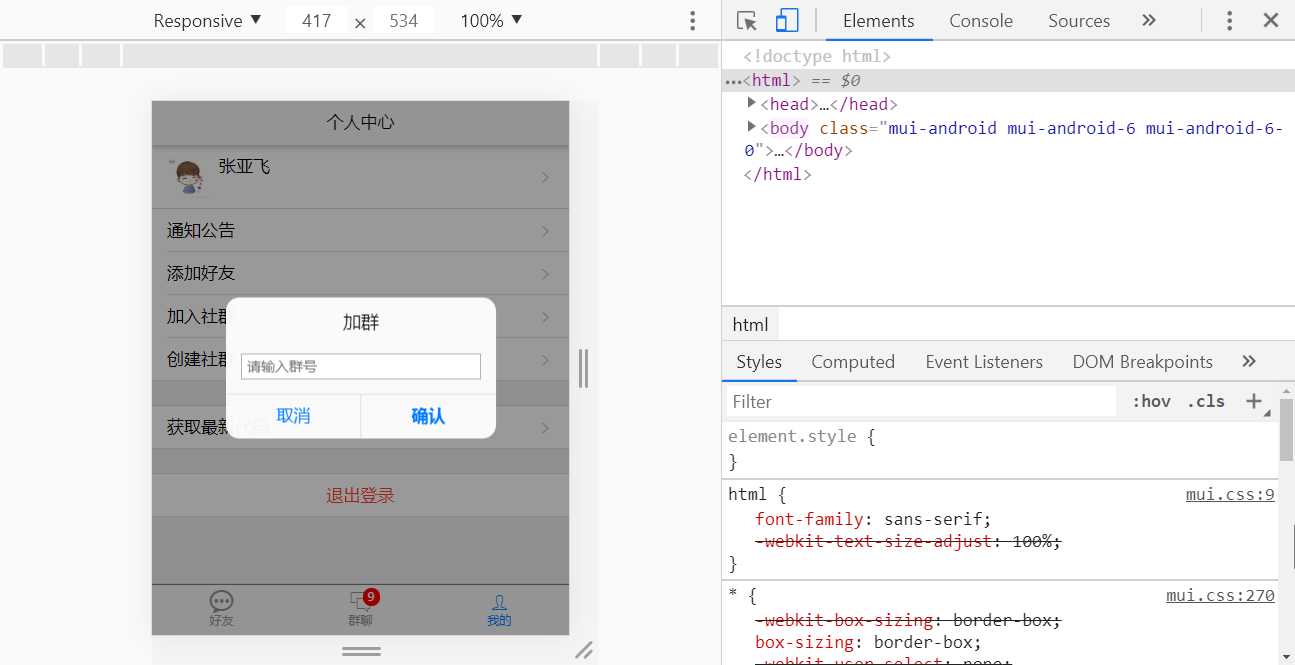 Responsive ▼ 417 × 534 100% ▼
Elements Console Sources »
<!doctype html>
…<html> == $0
<head>…</head>
<body class="mui-android mui-android-6 mui-android-6-
0">…</body>
</html>
html
Styles Computed Event Listeners DOM Breakpoints »
Filter :hov .cls +
element.style {
}
html { mui.css:9
font-family: sans-serif;
-webkit-text-size-adjust: 100%;
}
* { mui.css:270
-webkit-box-sizing: border-box;
box-sizing: border-box;
-webkit-user-select: none;
个人中心
张亚飞
通知公告
添加好友
加入社群
创建社群
获取最新代码
退出登录
加群
请输入群号
取消 确认
9
好友 群聊 我的